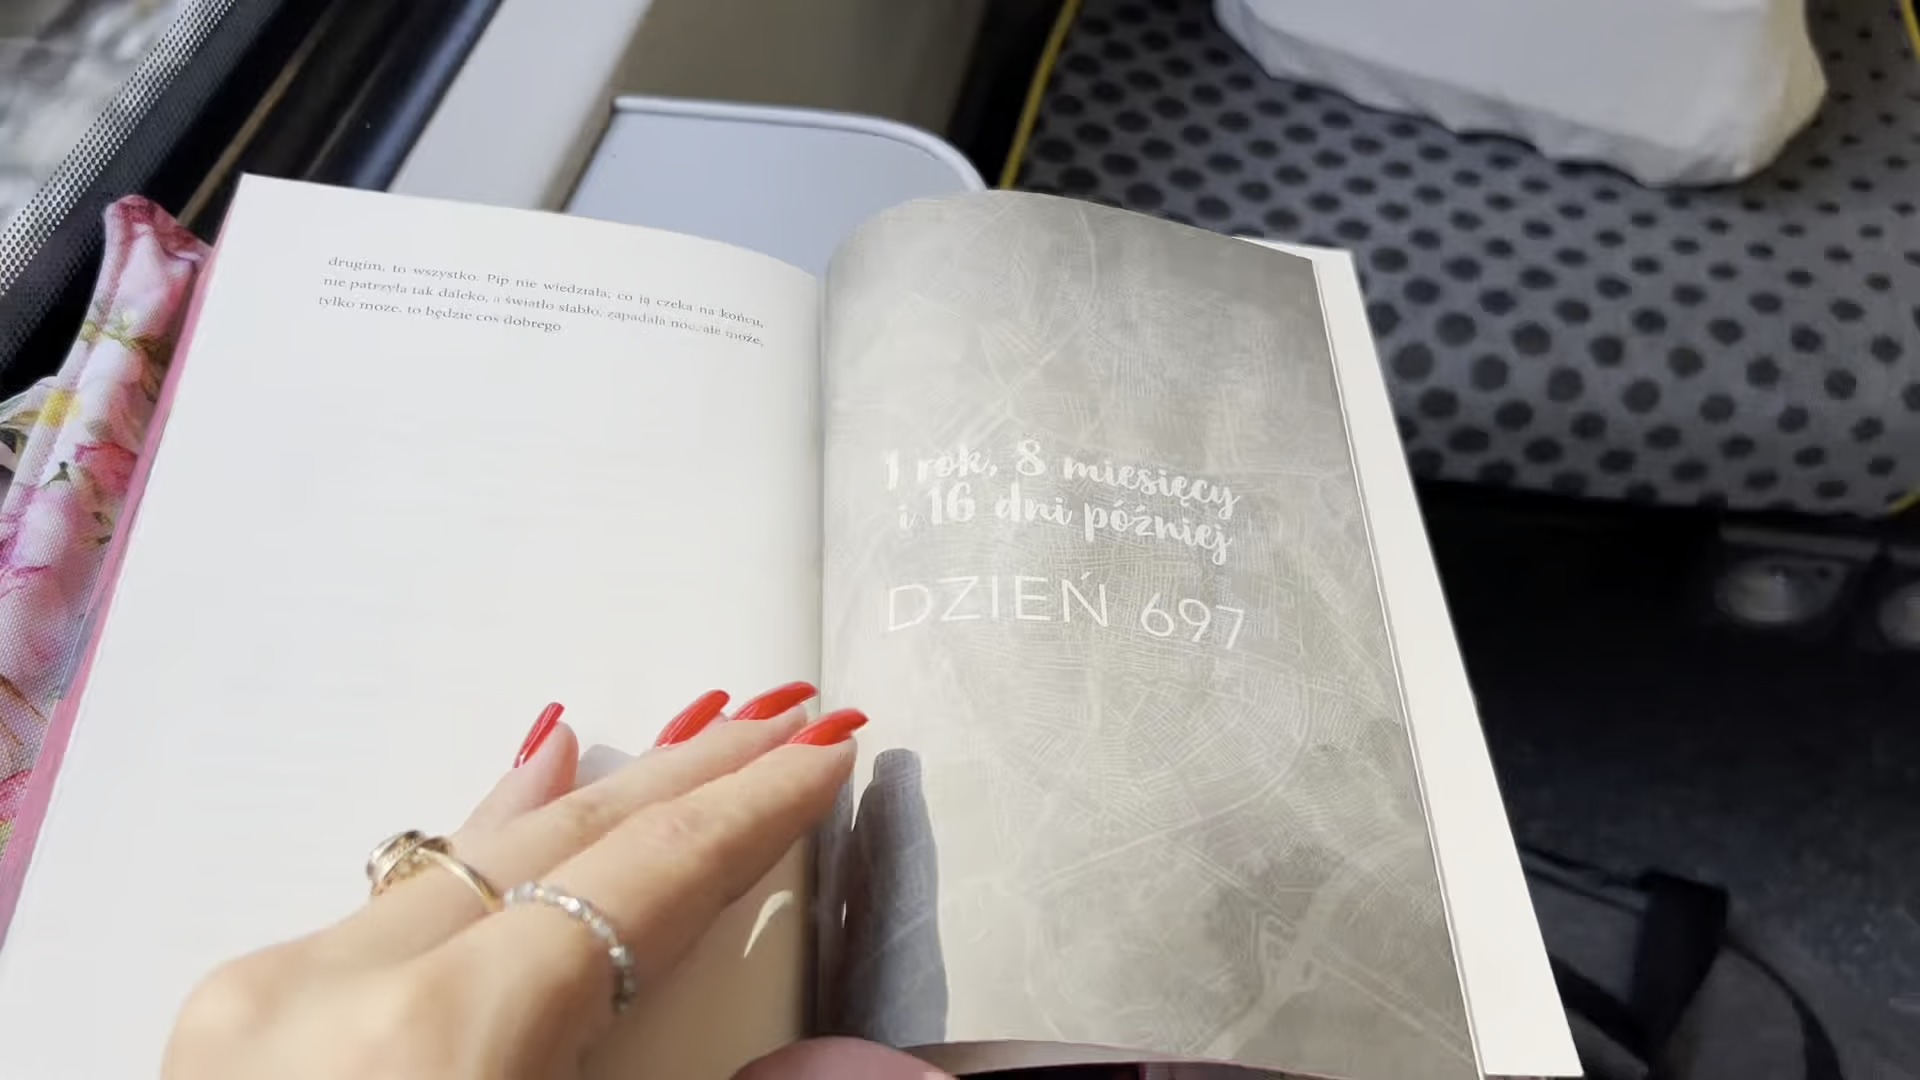 drugim, to wszystko. Pip nie wiedziała, co ją czeka na końcu,
nie patrzyła tak daleko, a światło słabło, zapadała noc, ale może,
tylko może, to będzie coś dobrego.
1 rok, 8 miesięcy
i 16 dni później
DZIEŃ 697